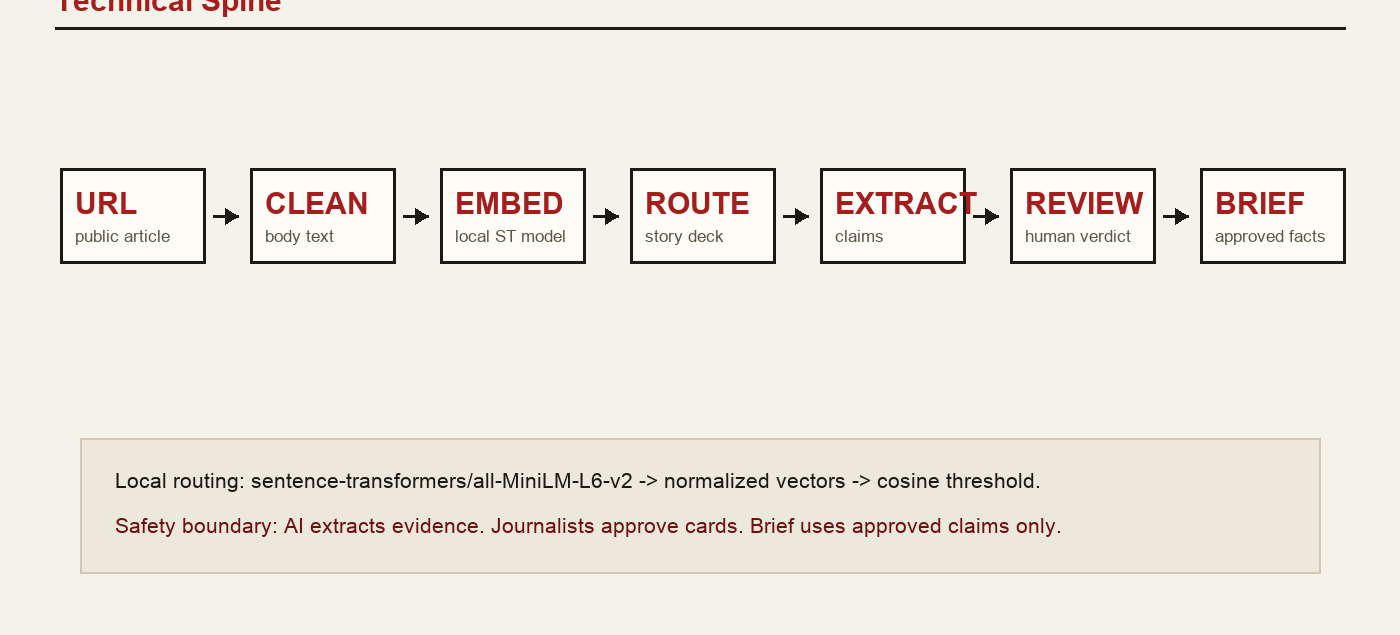 Technical Spine
URL
public article
CLEAN
body text
EMBED
local ST model
ROUTE
story deck
EXTRACT
claims
REVIEW
human verdict
BRIEF
approved facts
Local routing: sentence-transformers/all-MiniLM-L6-v2 -> normalized vectors -> cosine threshold.
Safety boundary: AI extracts evidence. Journalists approve cards. Brief uses approved claims only.